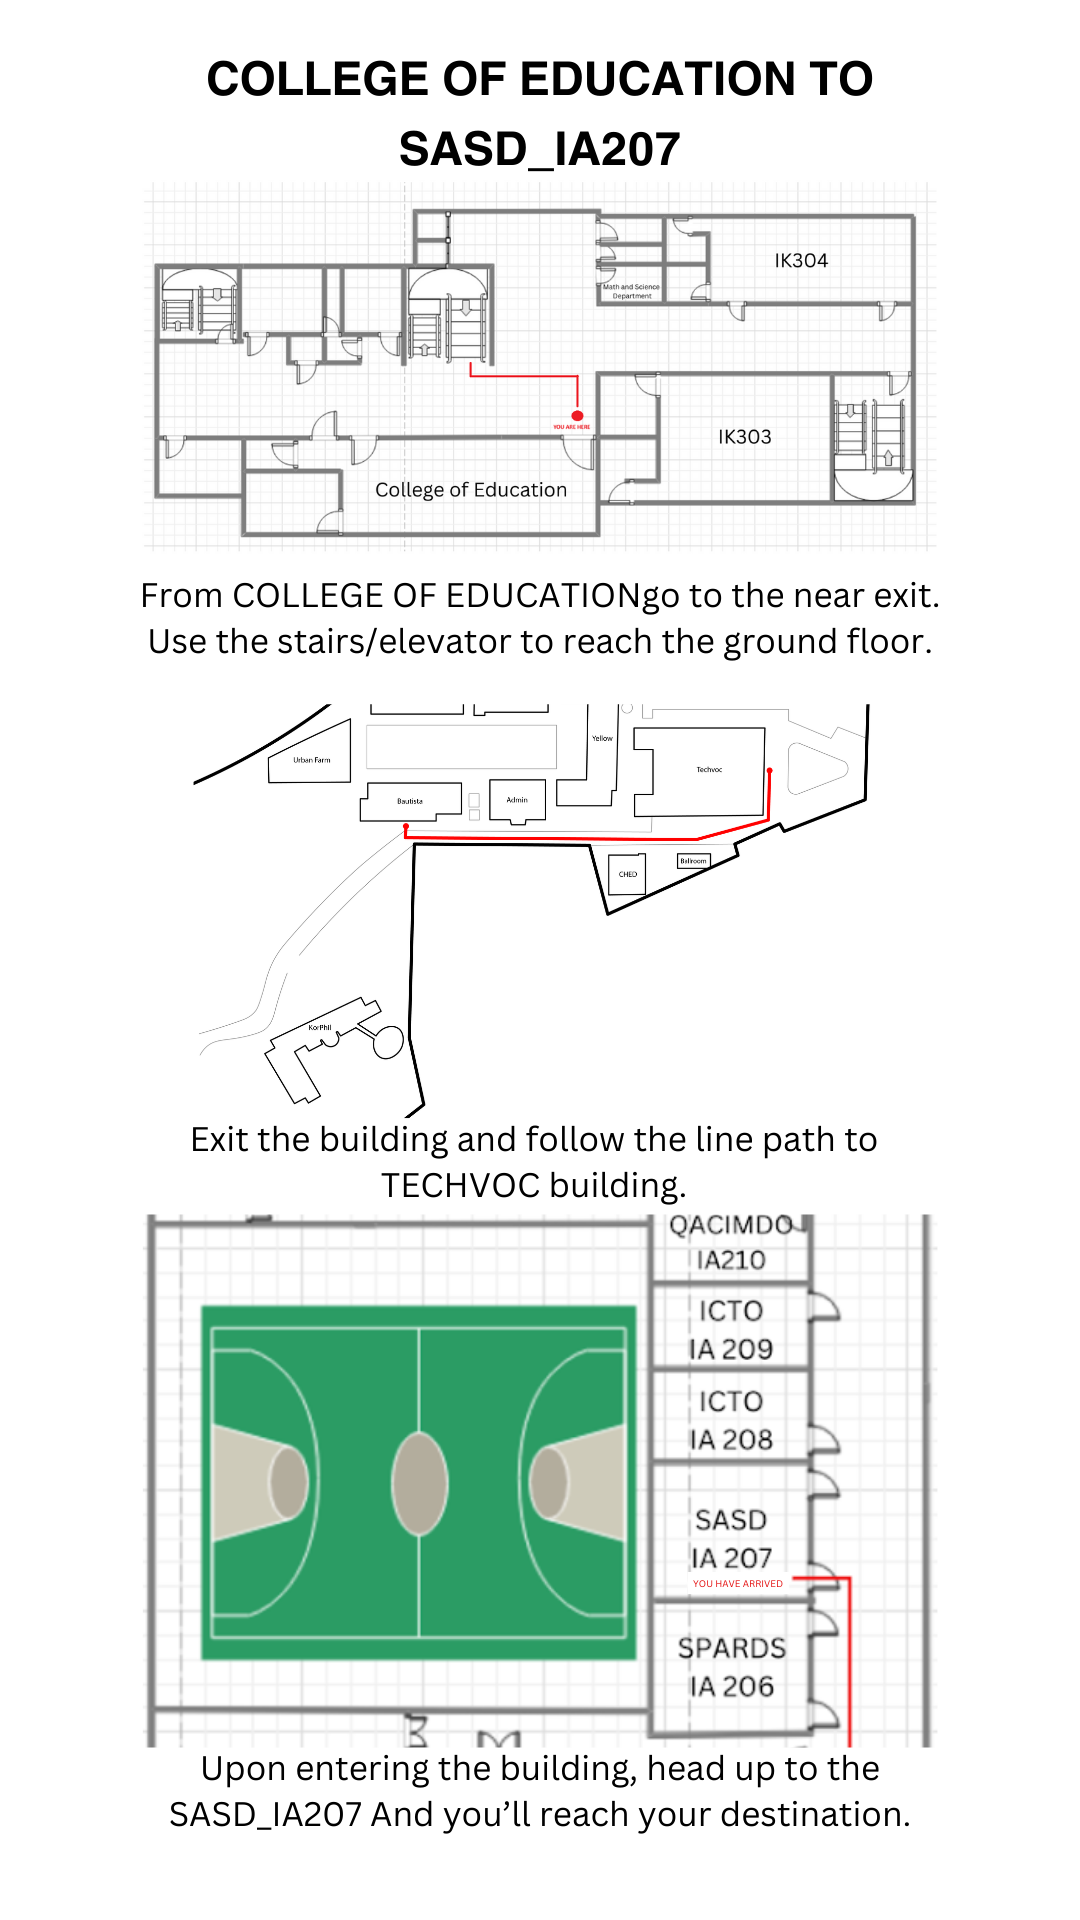 COLLEGE OF EDUCATION TO
SASD_IA207
IK304
Math and Science
Department
YOU ARE HERE
IK303
College of Education
From COLLEGE OF EDUCATIONgo to the near exit.
Use the stairs/elevator to reach the ground floor.
Yellow
Urban Farm
Techvoc
Bautista
Admin
Ballroom
CHED
KorPhil
Exit the building and follow the line path to
TECHVOC building.
QACIMDO
IA210
ICTO
IA 209
ICTO
IA 208
SASD
IA 207
YOU HAVE ARRIVED
SPARDS
IA 206
Upon entering the building, head up to the
SASD_IA207 And you’ll reach your destination.